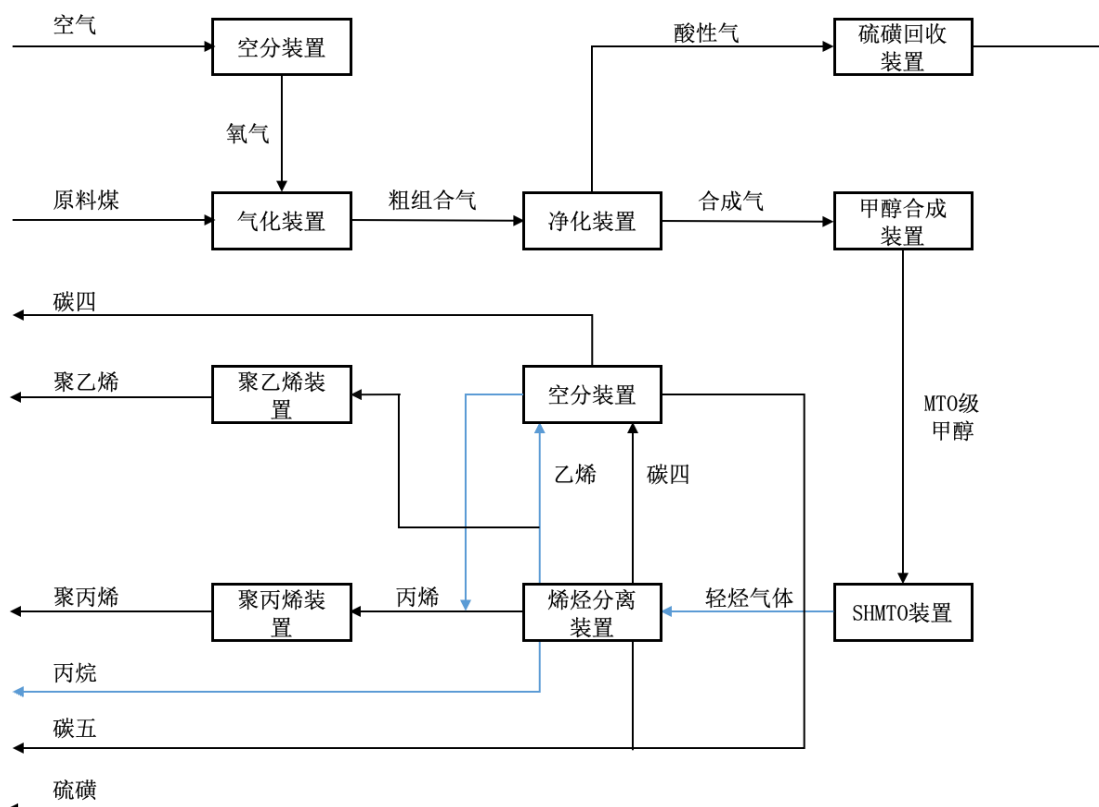 空气
空分装置
酸性气
硫磺回收
装置
氧气
原料煤
气化装置
粗组合气
净化装置
合成气
甲醇合成
装置
碳四
聚乙烯
聚乙烯装
置
空分装置
MTO级
甲醇
乙烯
碳四
聚丙烯
聚丙烯装
置
丙烯
烯烃分离
装置
轻烃气体
SHMTO装置
丙烷
碳五
硫磺